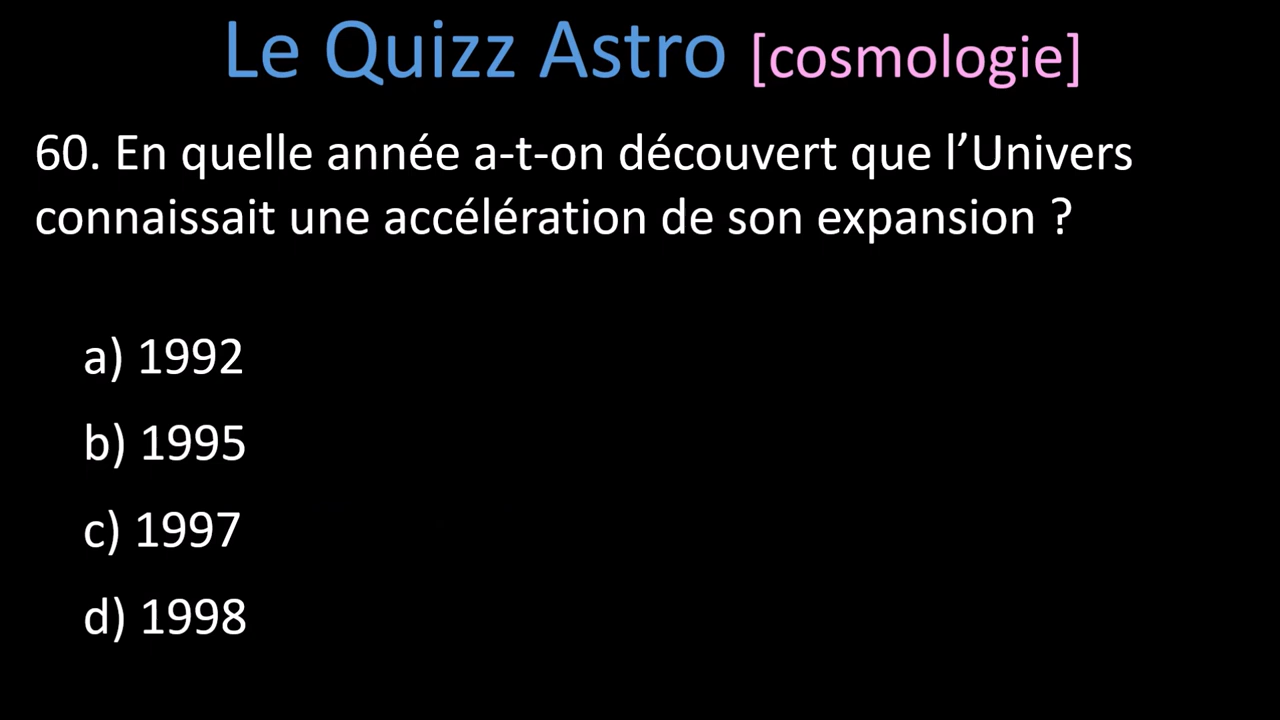 Le Quizz Astro [cosmologie]
60. En quelle année a-t-on découvert que l’Univers
connaissait une accélération de son expansion ?
a) 1992
b) 1995
c) 1997
d) 1998